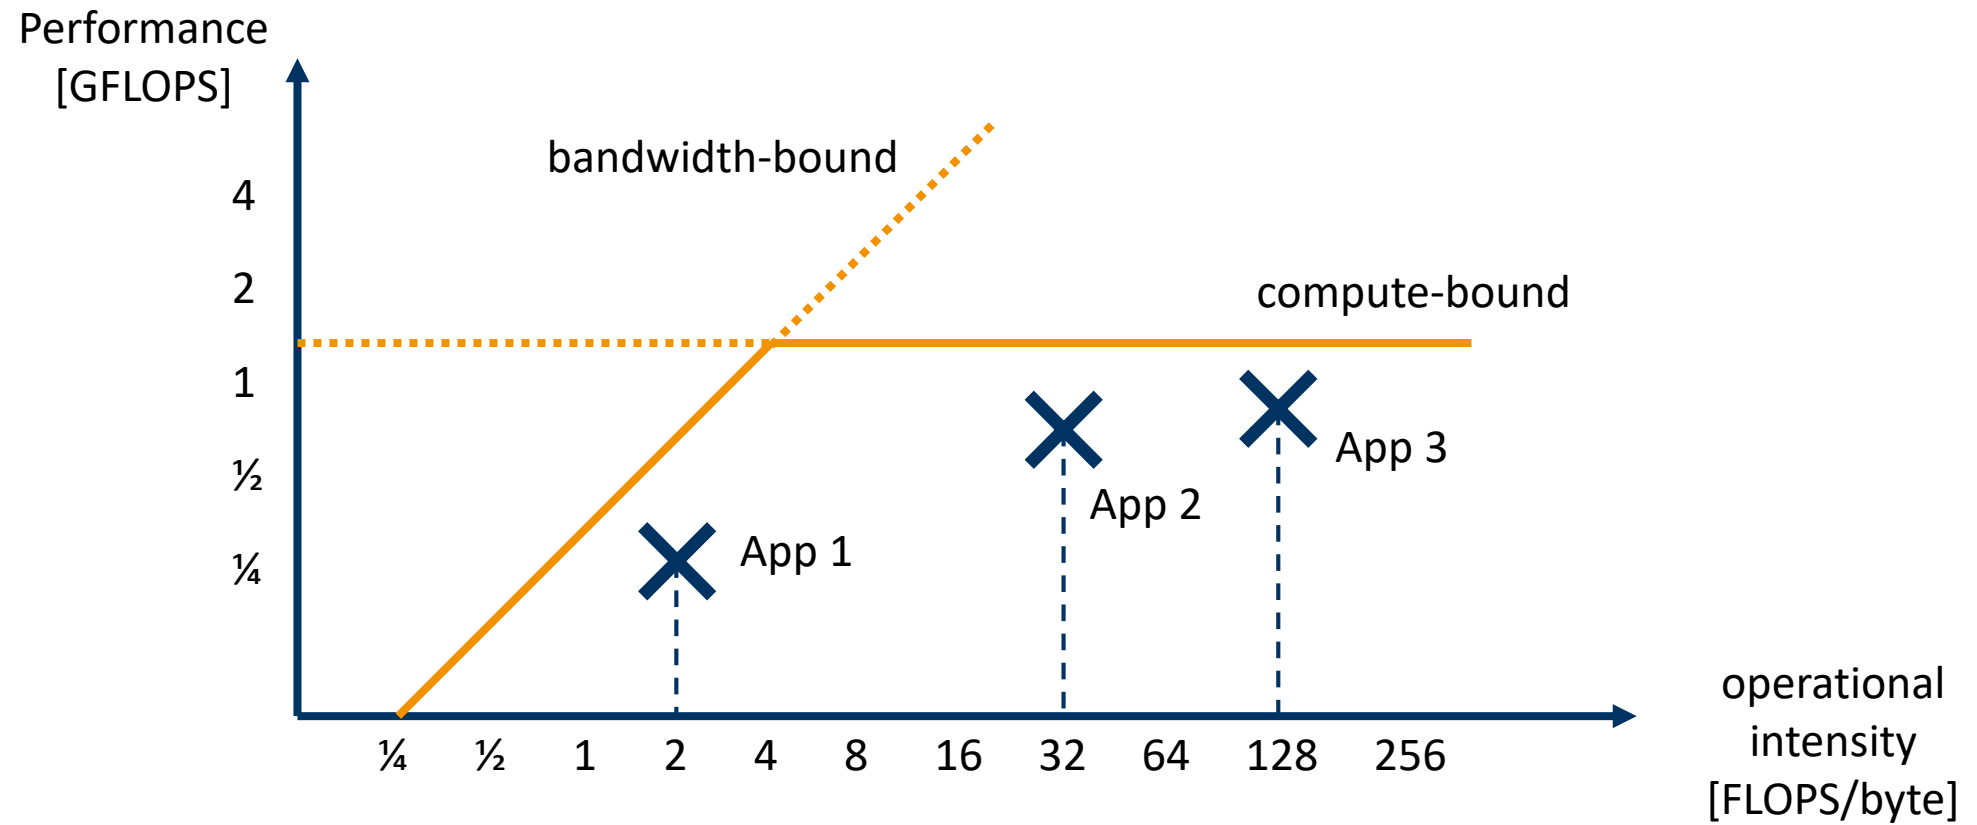 Performance
[GFLOPS]
bandwidth-bound
4
2
compute-bound
1
App 3
½
App 2
App 1
¼
operational
intensity
[FLOPS/byte]
¼ ½ 1 2 4 8 16 32 64 128 256